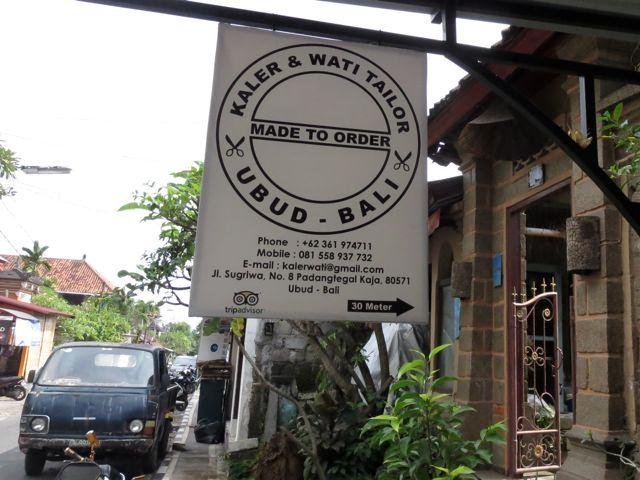 KALER & WATI TAILOR
MADE TO ORDER
UBUD - BALI
Phone : +62 361 974711
Mobile : 081 558 937 732
E-mail : kalerwati@gmail.com
Jl. Sugriwa, No. 8 Padangtegal Kaja, 80571
Ubud - Bali
tripadvisor
30 Meter